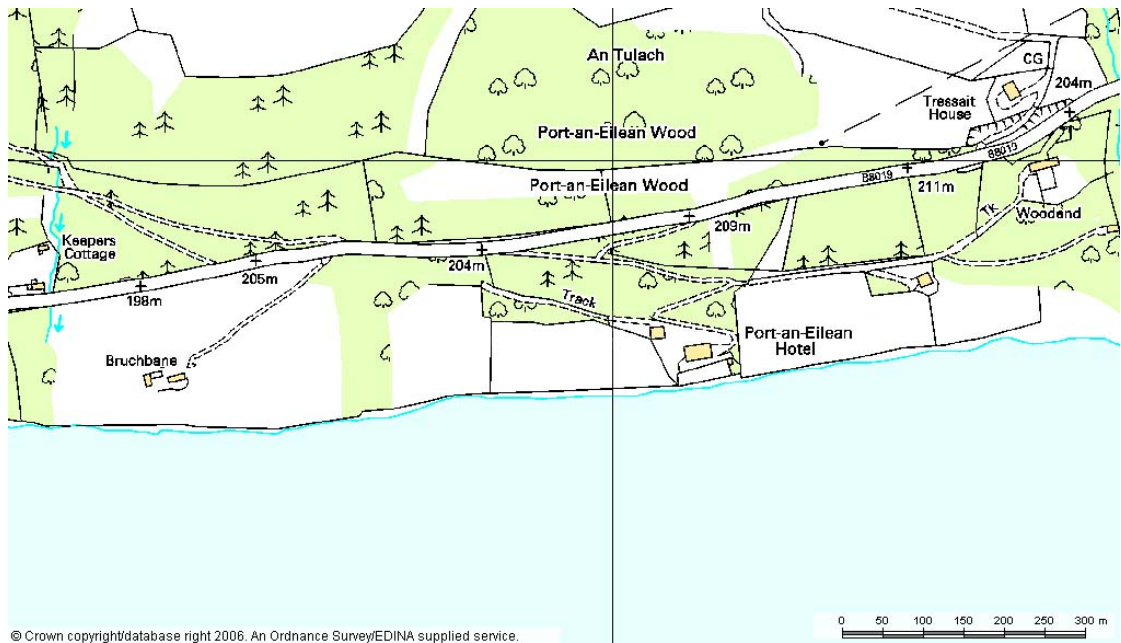 An Tulach
CG
204m
Tressait
House
Port-an-Eilean Wood
B8019
Port-an-Eilean Wood
B8019
211m
Tk
Woodend
209m
Keepers
Cottage
204m
205m
198m
Track
Port-an-Eilean
Hotel
Bruchbane
0 50 100 150 200 250 300 m
© Crown copyright/database right 2006. An Ordnance Survey/EDINA supplied service.